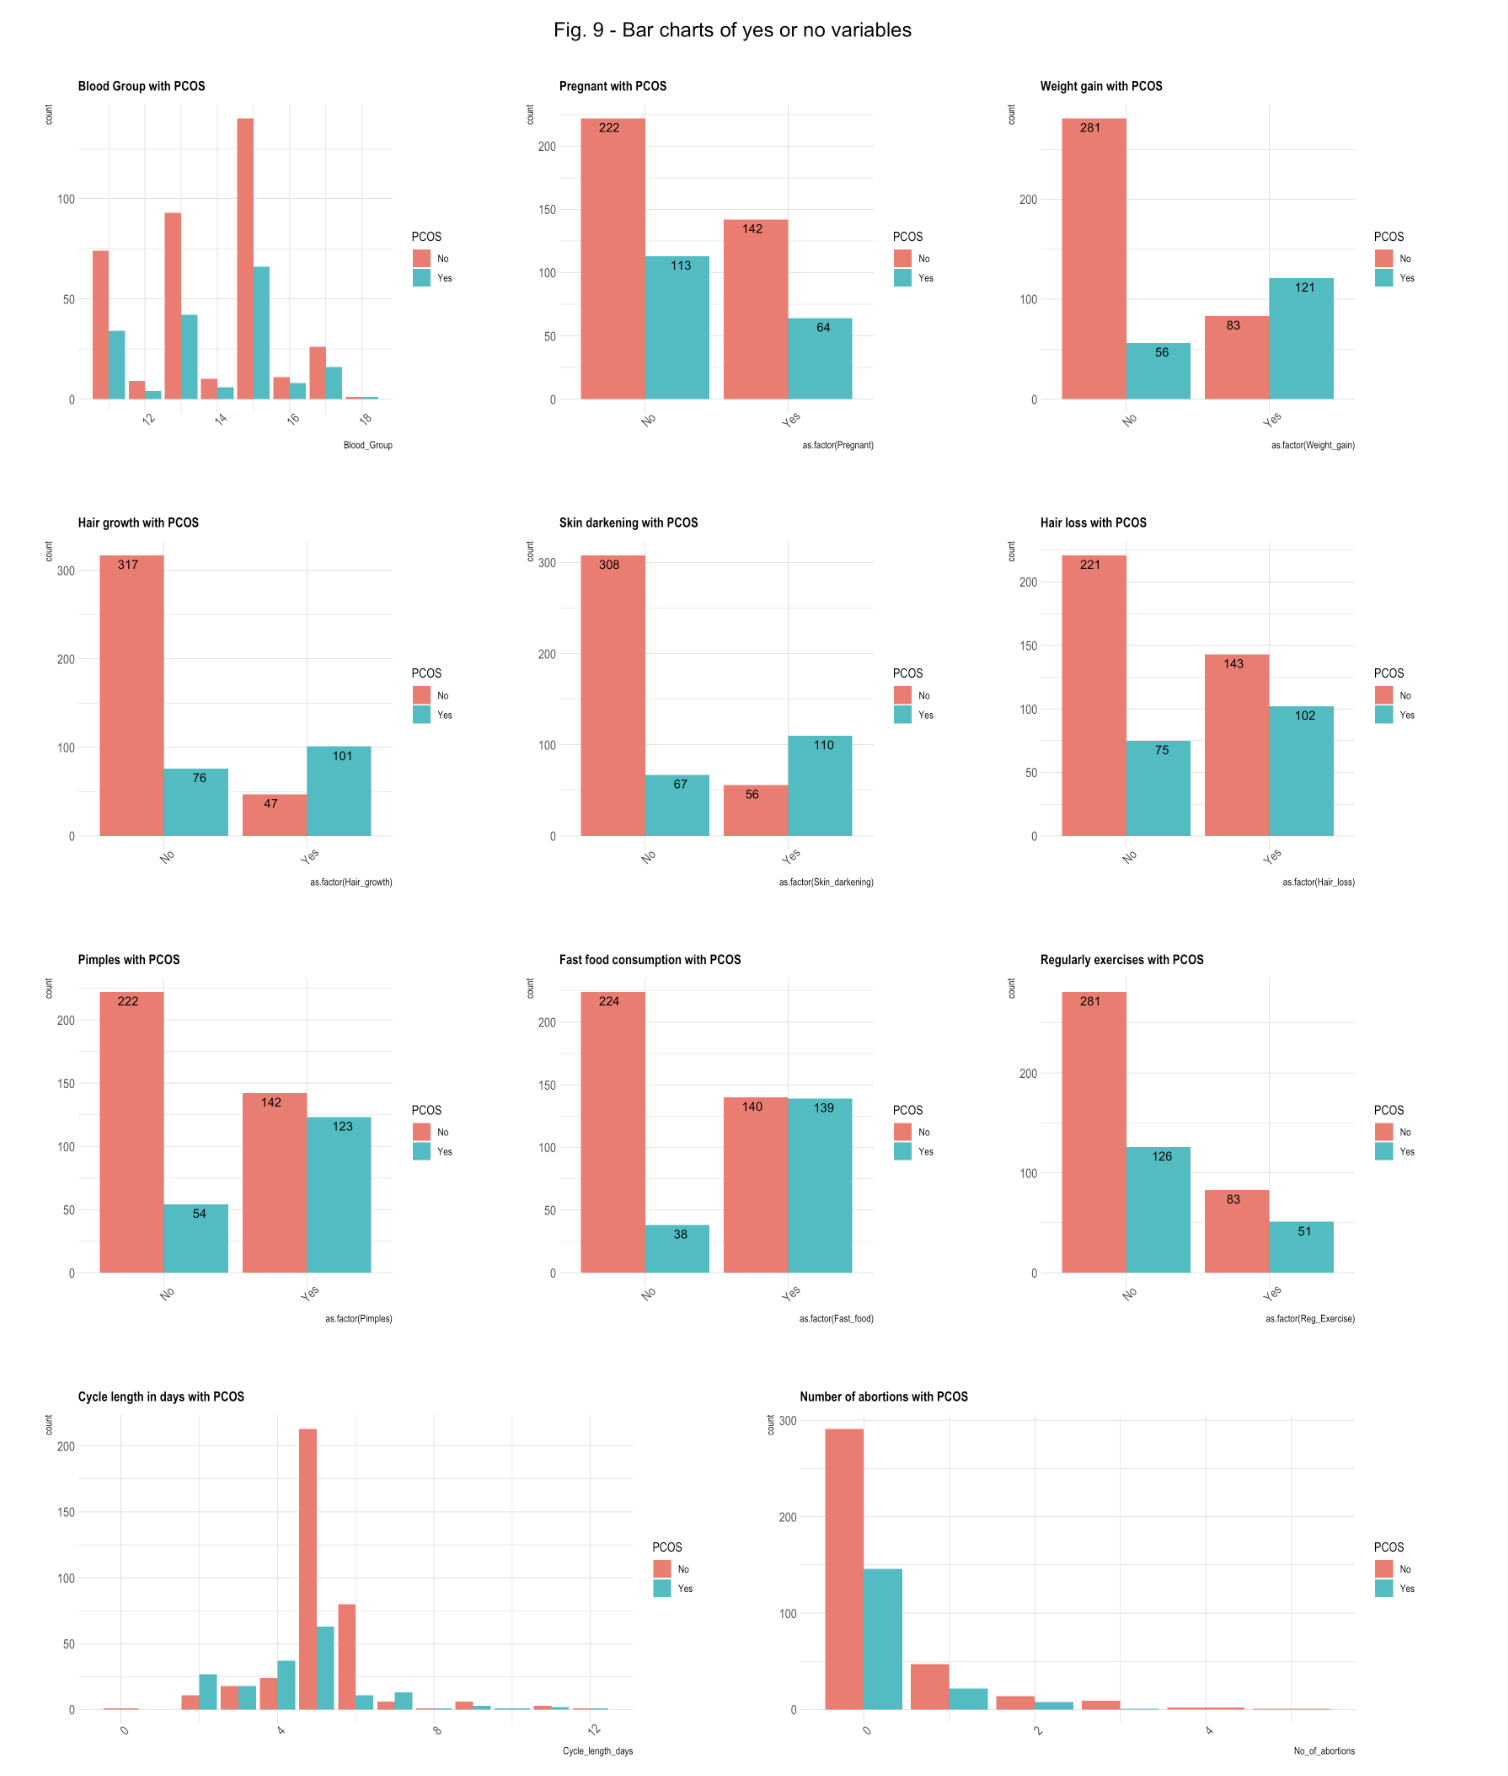 Fig. 9 - Bar charts of yes or no variables
Blood Group with PCOS
count
100
50
0
12
14
16
18
Blood_Group
PCOS
No
Yes
Pregnant with PCOS
count
200
150
100
50
0
222
113
142
64
No
Yes
as.factor(Pregnant)
PCOS
No
Yes
Weight gain with PCOS
count
200
100
0
281
56
83
121
No
Yes
as.factor(Weight_gain)
PCOS
No
Yes
Hair growth with PCOS
count
300
200
100
0
317
76
47
101
No
Yes
as.factor(Hair_growth)
PCOS
No
Yes
Skin darkening with PCOS
count
300
200
100
0
308
67
56
110
No
Yes
as.factor(Skin_darkening)
PCOS
No
Yes
Hair loss with PCOS
count
200
150
100
50
0
221
75
143
102
No
Yes
as.factor(Hair_loss)
PCOS
No
Yes
Pimples with PCOS
count
200
150
100
50
0
222
54
142
123
No
Yes
as.factor(Pimples)
PCOS
No
Yes
Fast food consumption with PCOS
count
200
150
100
50
0
224
38
140
139
No
Yes
as.factor(Fast_food)
PCOS
No
Yes
Regularly exercises with PCOS
count
200
100
0
281
126
83
51
No
Yes
as.factor(Reg_Exercise)
PCOS
No
Yes
Cycle length in days with PCOS
count
200
150
100
50
0
0
4
8
12
Cycle_length_days
PCOS
No
Yes
Number of abortions with PCOS
count
300
200
100
0
0
2
4
No_of_abortions
PCOS
No
Yes